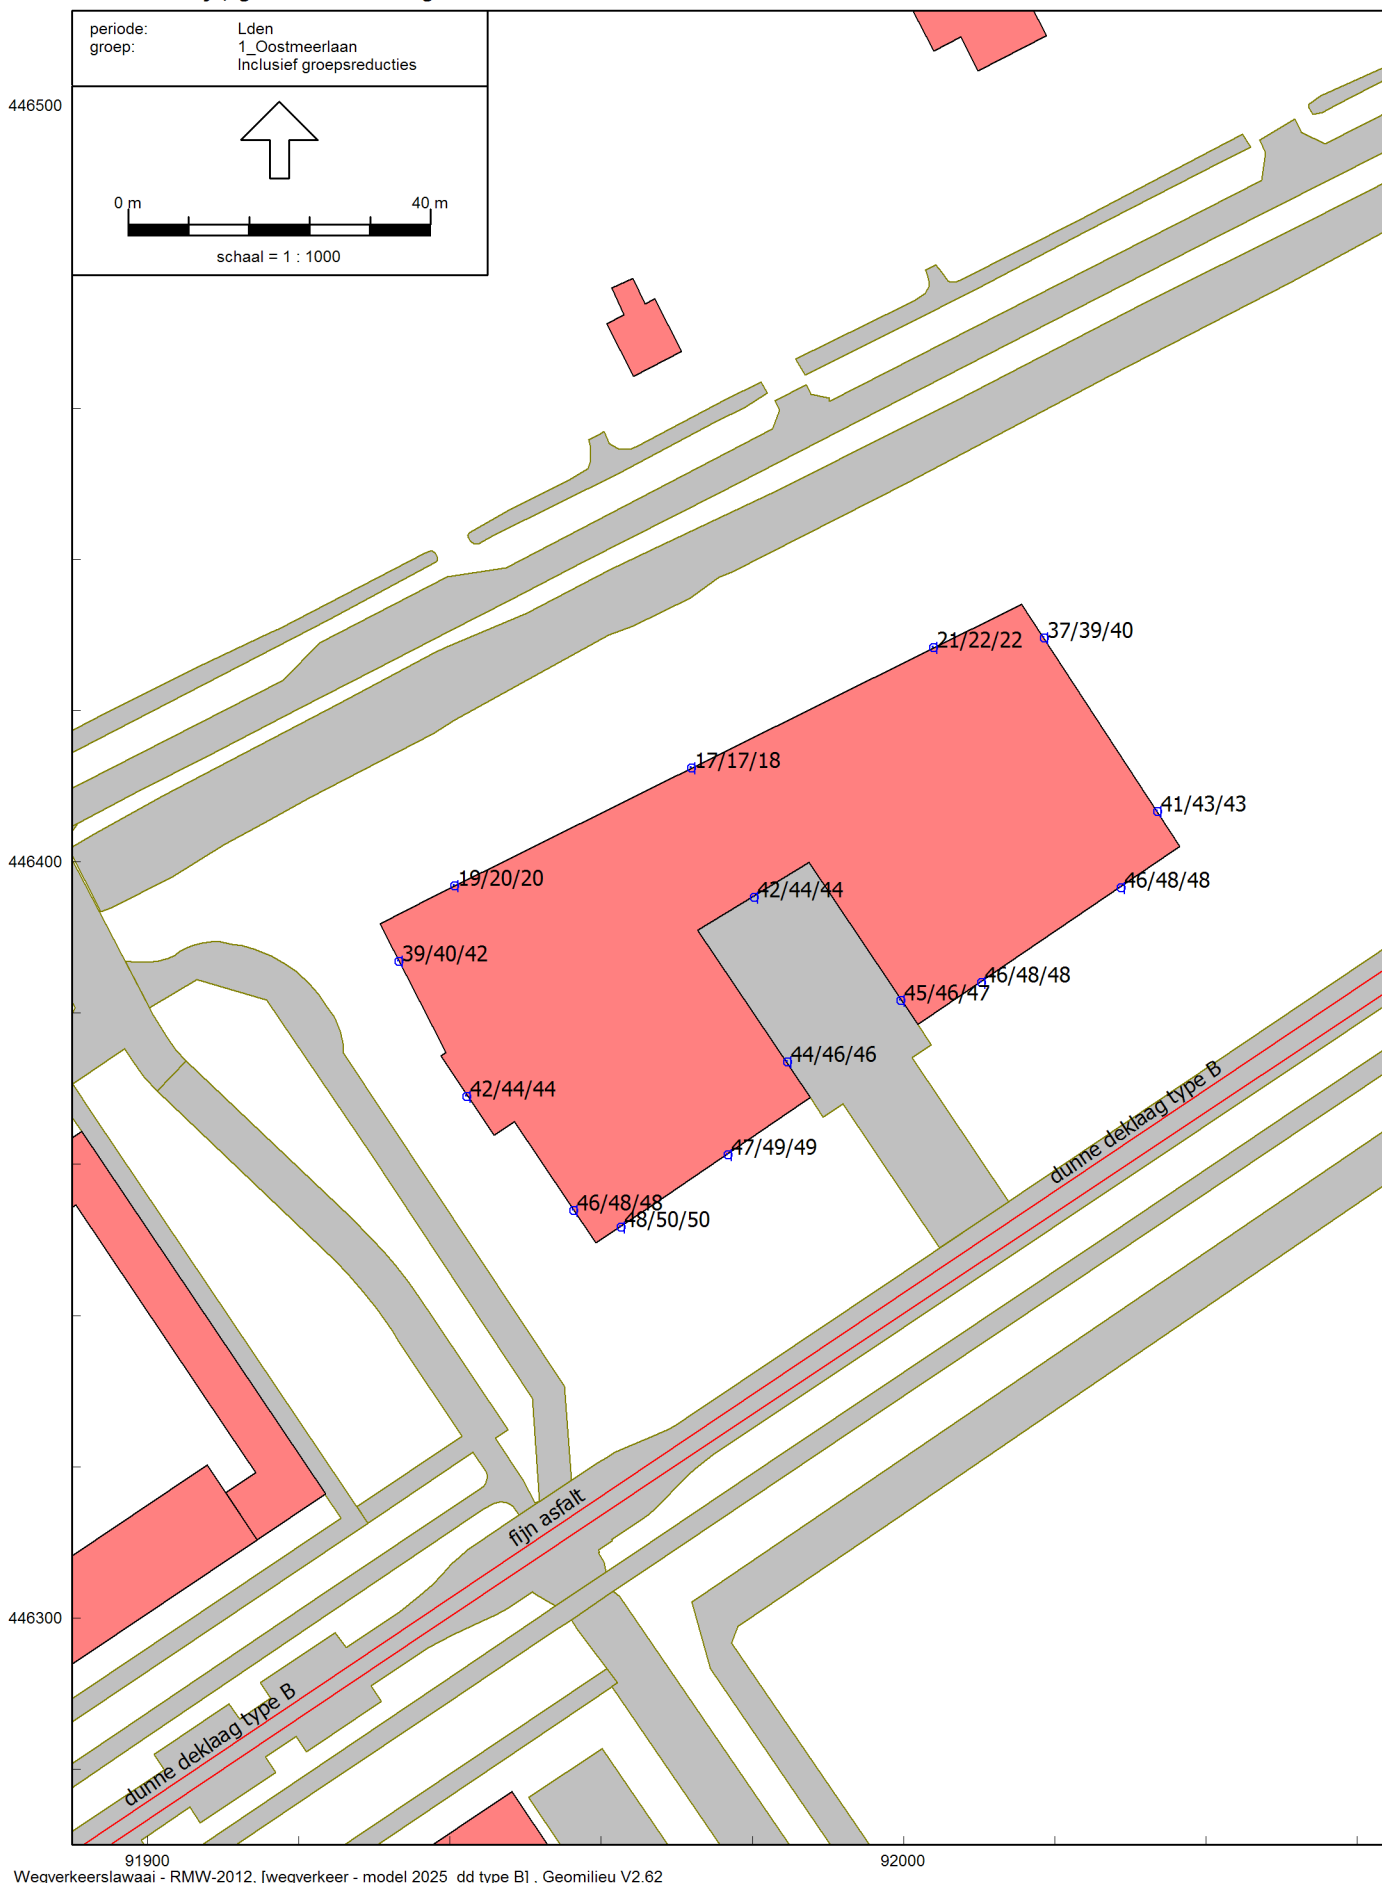 periode: Lden
groep: 1_Oostmeerlaan
Inclusief groepsreducties
446500
0 m 40 m
schaal = 1 : 1000
21/22/22
37/39/40
17/17/18
41/43/43
446400
19/20/20
42/44/44
46/48/48
39/40/42
45/46/47
46/48/48
44/46/46
42/44/44
dunne deklaag type B
47/49/49
46/48/48
48/50/50
fijn asfalt
446300
dunne deklaag type B
91900
92000
Wegverkeerslawaai - RMW-2012, [wegverkeer - model 2025 dd type B] , Geomilieu V2.62